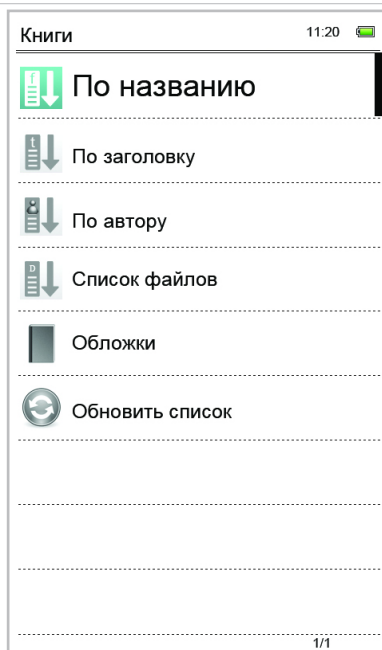 Книги 11:20
По названию
По заголовку
По автору
Список файлов
Обложки
Обновить список
1/1